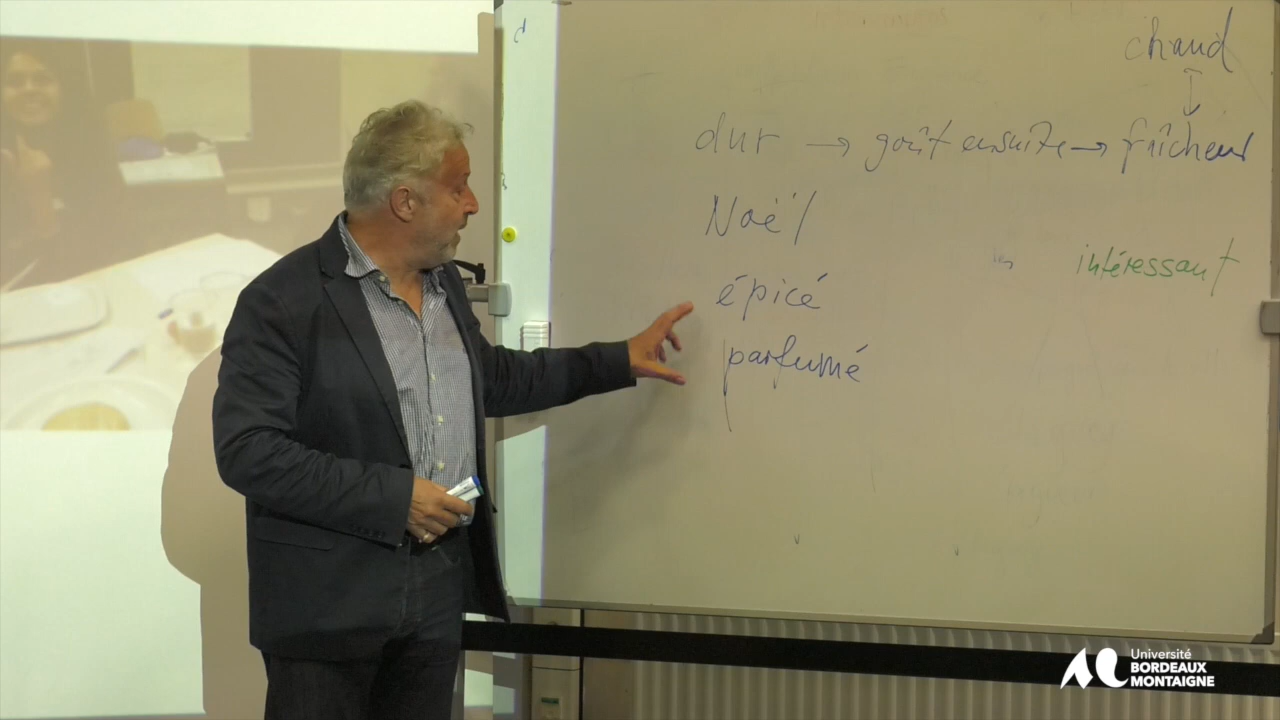 chaud
dur → goût ensuite → fraîcheur
Noël
intéressant
épicé
parfumé
Université
BORDEAUX
MONTAIGNE